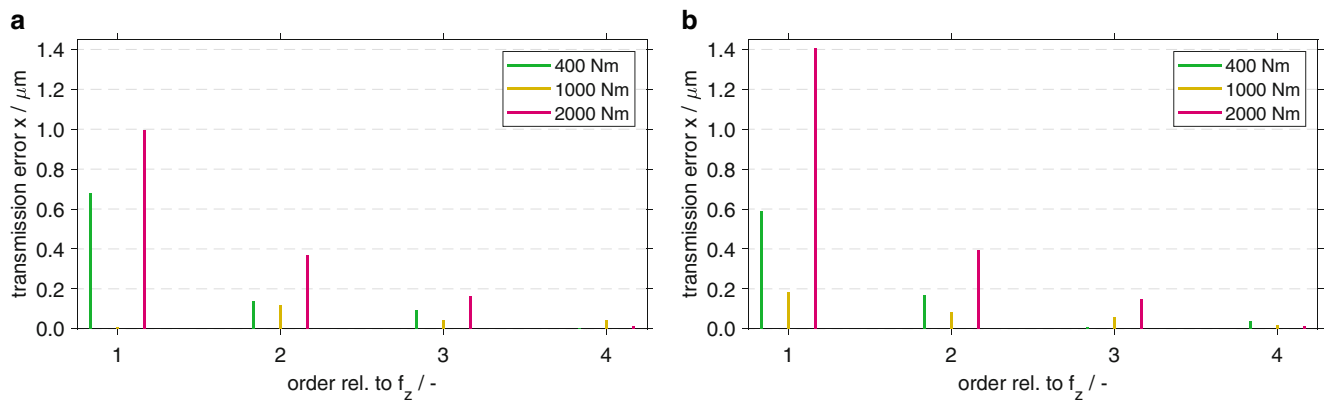 a
transmission error x / μm
1.4
1.2
1.0
0.8
0.6
0.4
0.2
0.0
400 Nm
1000 Nm
2000 Nm
1 2 3 4
order rel. to f_z / -
b
transmission error x / μm
1.4
1.2
1.0
0.8
0.6
0.4
0.2
0.0
400 Nm
1000 Nm
2000 Nm
1 2 3 4
order rel. to f_z / -